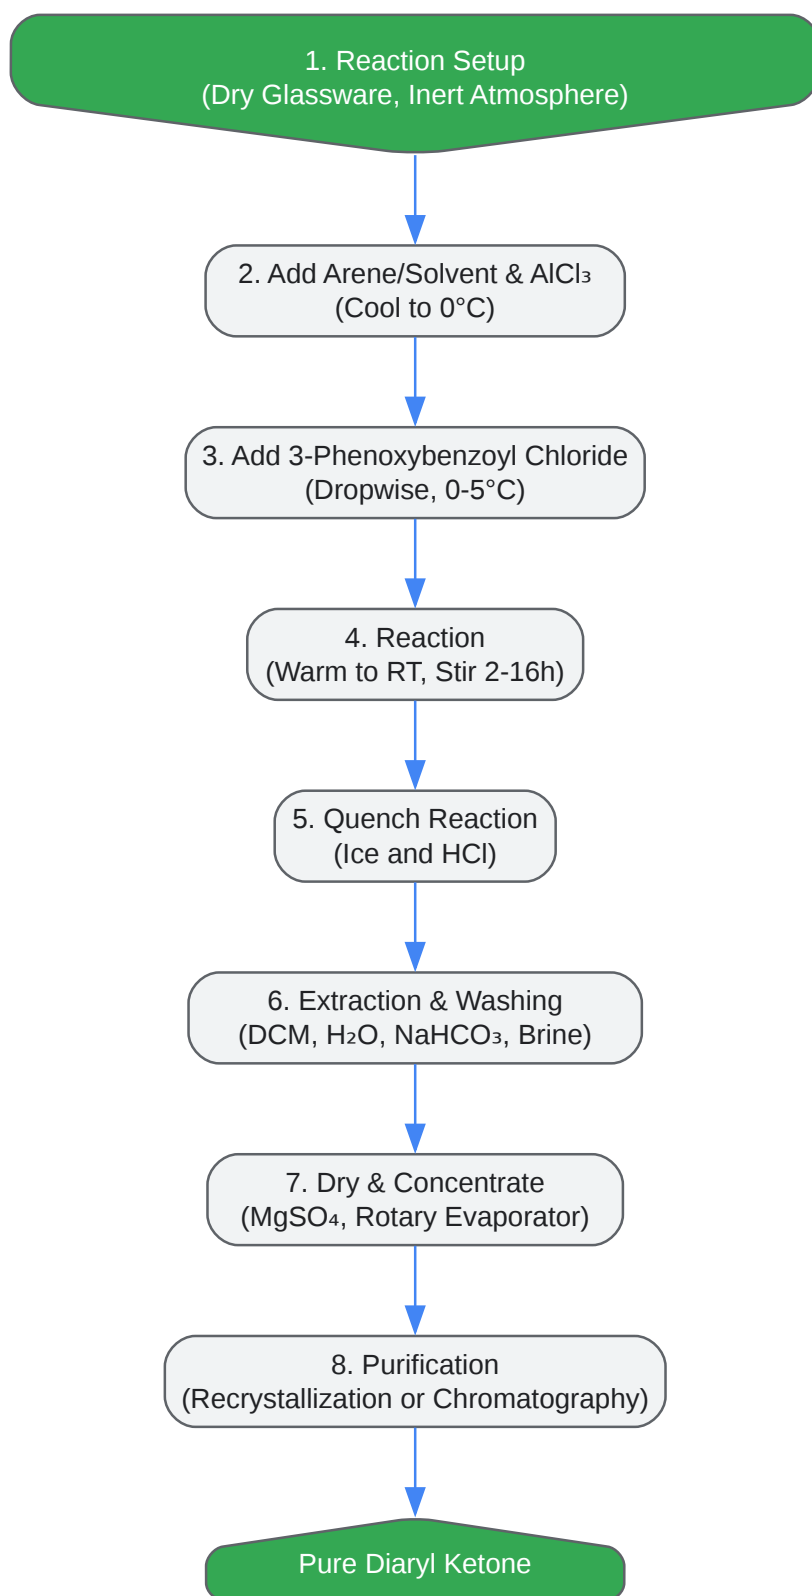 1. Reaction Setup
(Dry Glassware, Inert Atmosphere)
2. Add Arene/Solvent & AlCl₃
(Cool to 0°C)
3. Add 3-Phenoxybenzoyl Chloride
(Dropwise, 0-5°C)
4. Reaction
(Warm to RT, Stir 2-16h)
5. Quench Reaction
(Ice and HCl)
6. Extraction & Washing
(DCM, H₂O, NaHCO₃, Brine)
7. Dry & Concentrate
(MgSO₄, Rotary Evaporator)
8. Purification
(Recrystallization or Chromatography)
Pure Diaryl Ketone